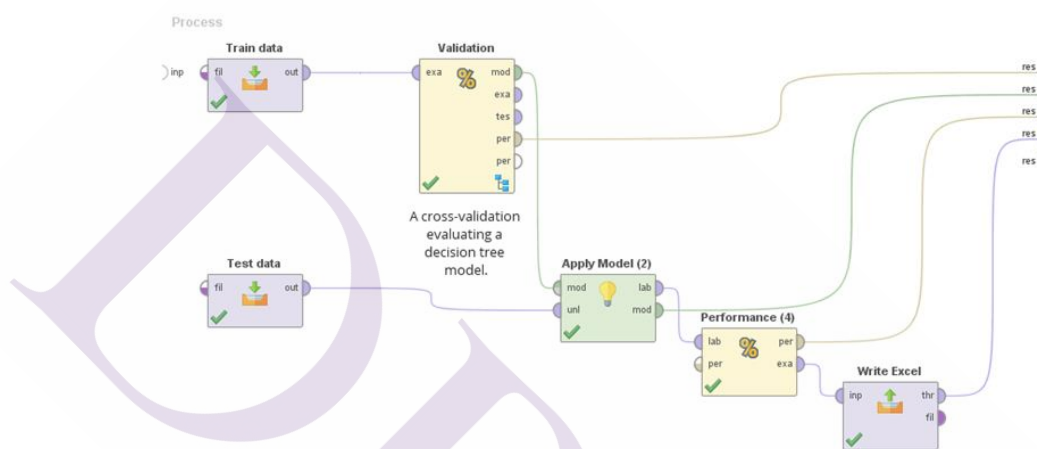 Process
Train data
inp
fil
out
Validation
exa
mod
exa
tes
per
per
A cross-validation
evaluating a
decision tree
model.
Test data
fil
out
Apply Model (2)
mod
lab
unl
mod
Performance (4)
lab
per
per
exa
Write Excel
inp
thr
fil
res
res
res
res
res